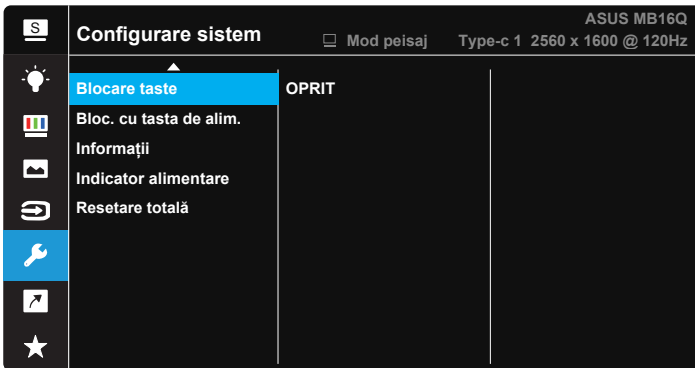 S
Configurare sistem
ASUS MB16Q
Mod peisaj Type-c 1 2560 x 1600 @ 120Hz
Blocare taste OPRIT
Bloc. cu tasta de alim.
Informații
Indicator alimentare
Resetare totală